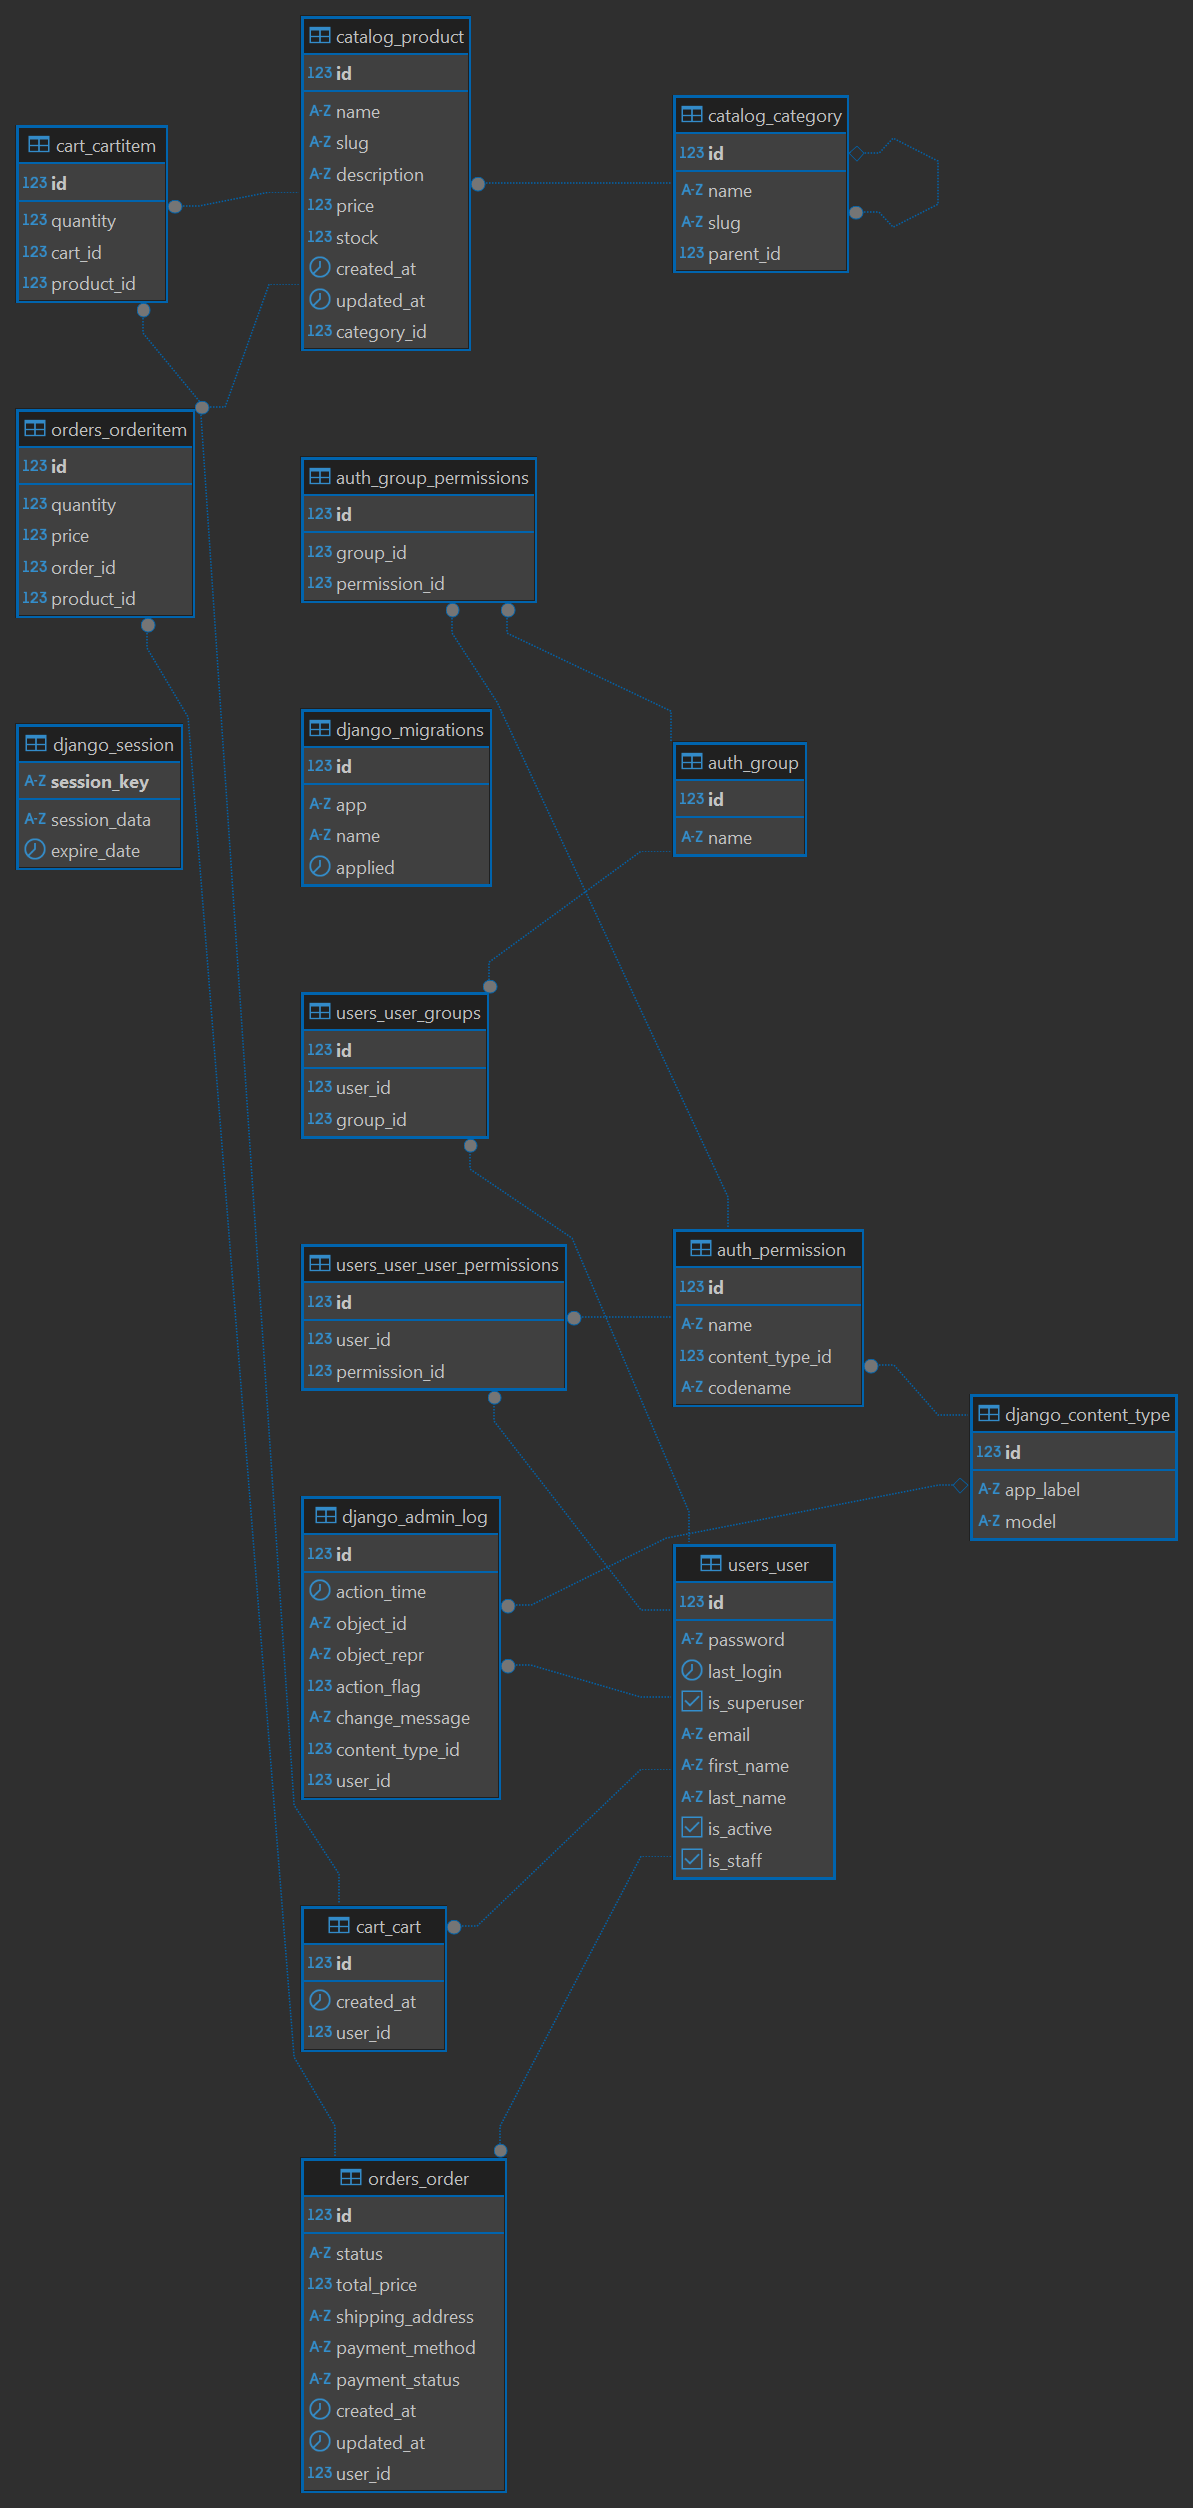 catalog_product
123 id
A-Z name
A-Z slug
A-Z description
123 price
123 stock
created_at
updated_at
123 category_id
catalog_category
123 id
A-Z name
A-Z slug
123 parent_id
cart_cartitem
123 id
123 quantity
123 cart_id
123 product_id
orders_orderitem
123 id
123 quantity
123 price
123 order_id
123 product_id
auth_group_permissions
123 id
123 group_id
123 permission_id
django_session
A-Z session_key
A-Z session_data
expire_date
django_migrations
123 id
A-Z app
A-Z name
applied
auth_group
123 id
A-Z name
users_user_groups
123 id
123 user_id
123 group_id
users_user_user_permissions
123 id
123 user_id
123 permission_id
auth_permission
123 id
A-Z name
123 content_type_id
A-Z codename
django_content_type
123 id
A-Z app_label
A-Z model
django_admin_log
123 id
action_time
A-Z object_id
A-Z object_repr
123 action_flag
A-Z change_message
123 content_type_id
123 user_id
users_user
123 id
A-Z password
last_login
is_superuser
A-Z email
A-Z first_name
A-Z last_name
is_active
is_staff
cart_cart
123 id
created_at
123 user_id
orders_order
123 id
A-Z status
123 total_price
A-Z shipping_address
A-Z payment_method
A-Z payment_status
created_at
updated_at
123 user_id